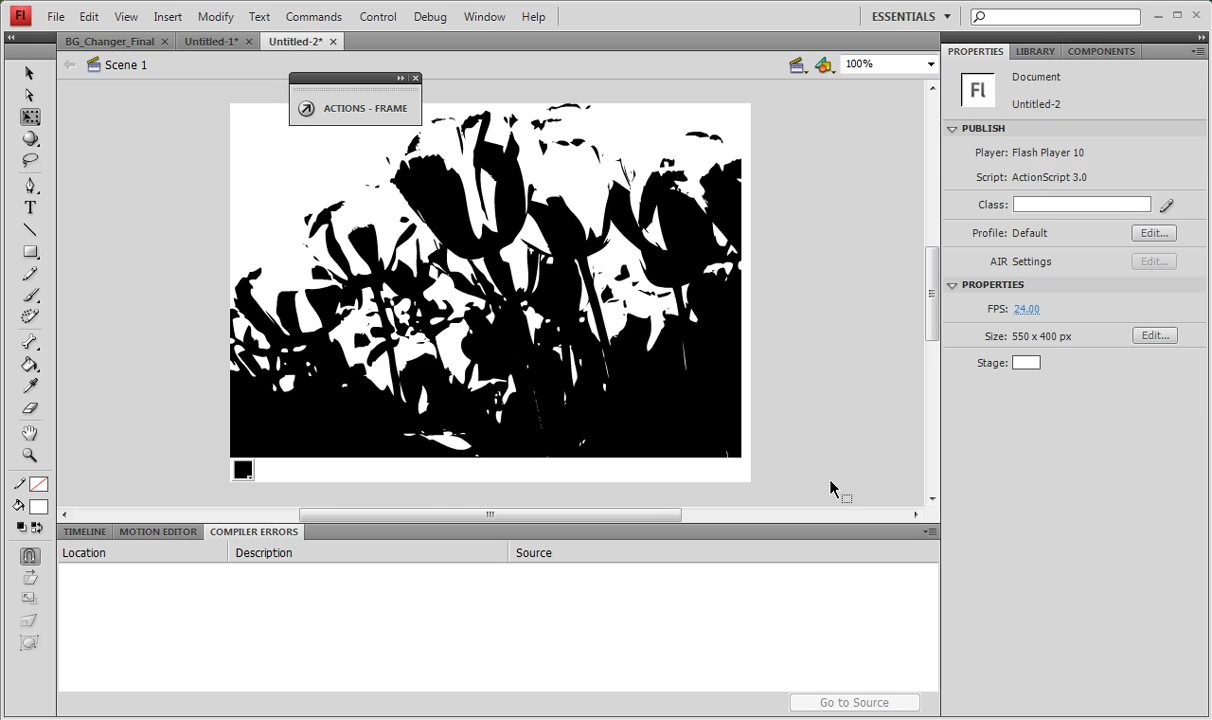 Fl File Edit View Insert Modify Text Commands Control Debug Window Help ESSENTIALS
BG_Changer_Final Untitled-1* Untitled-2*
Scene 1 100%
ACTIONS - FRAME
PROPERTIES LIBRARY COMPONENTS
Fl
Document
Untitled-2
PUBLISH
Player: Flash Player 10
Script: ActionScript 3.0
Class:
Profile: Default Edit...
AIR Settings Edit...
PROPERTIES
FPS: 24.00
Size: 550 x 400 px Edit...
Stage:
T
TIMELINE MOTION EDITOR COMPILER ERRORS
Location Description Source
Go to Source